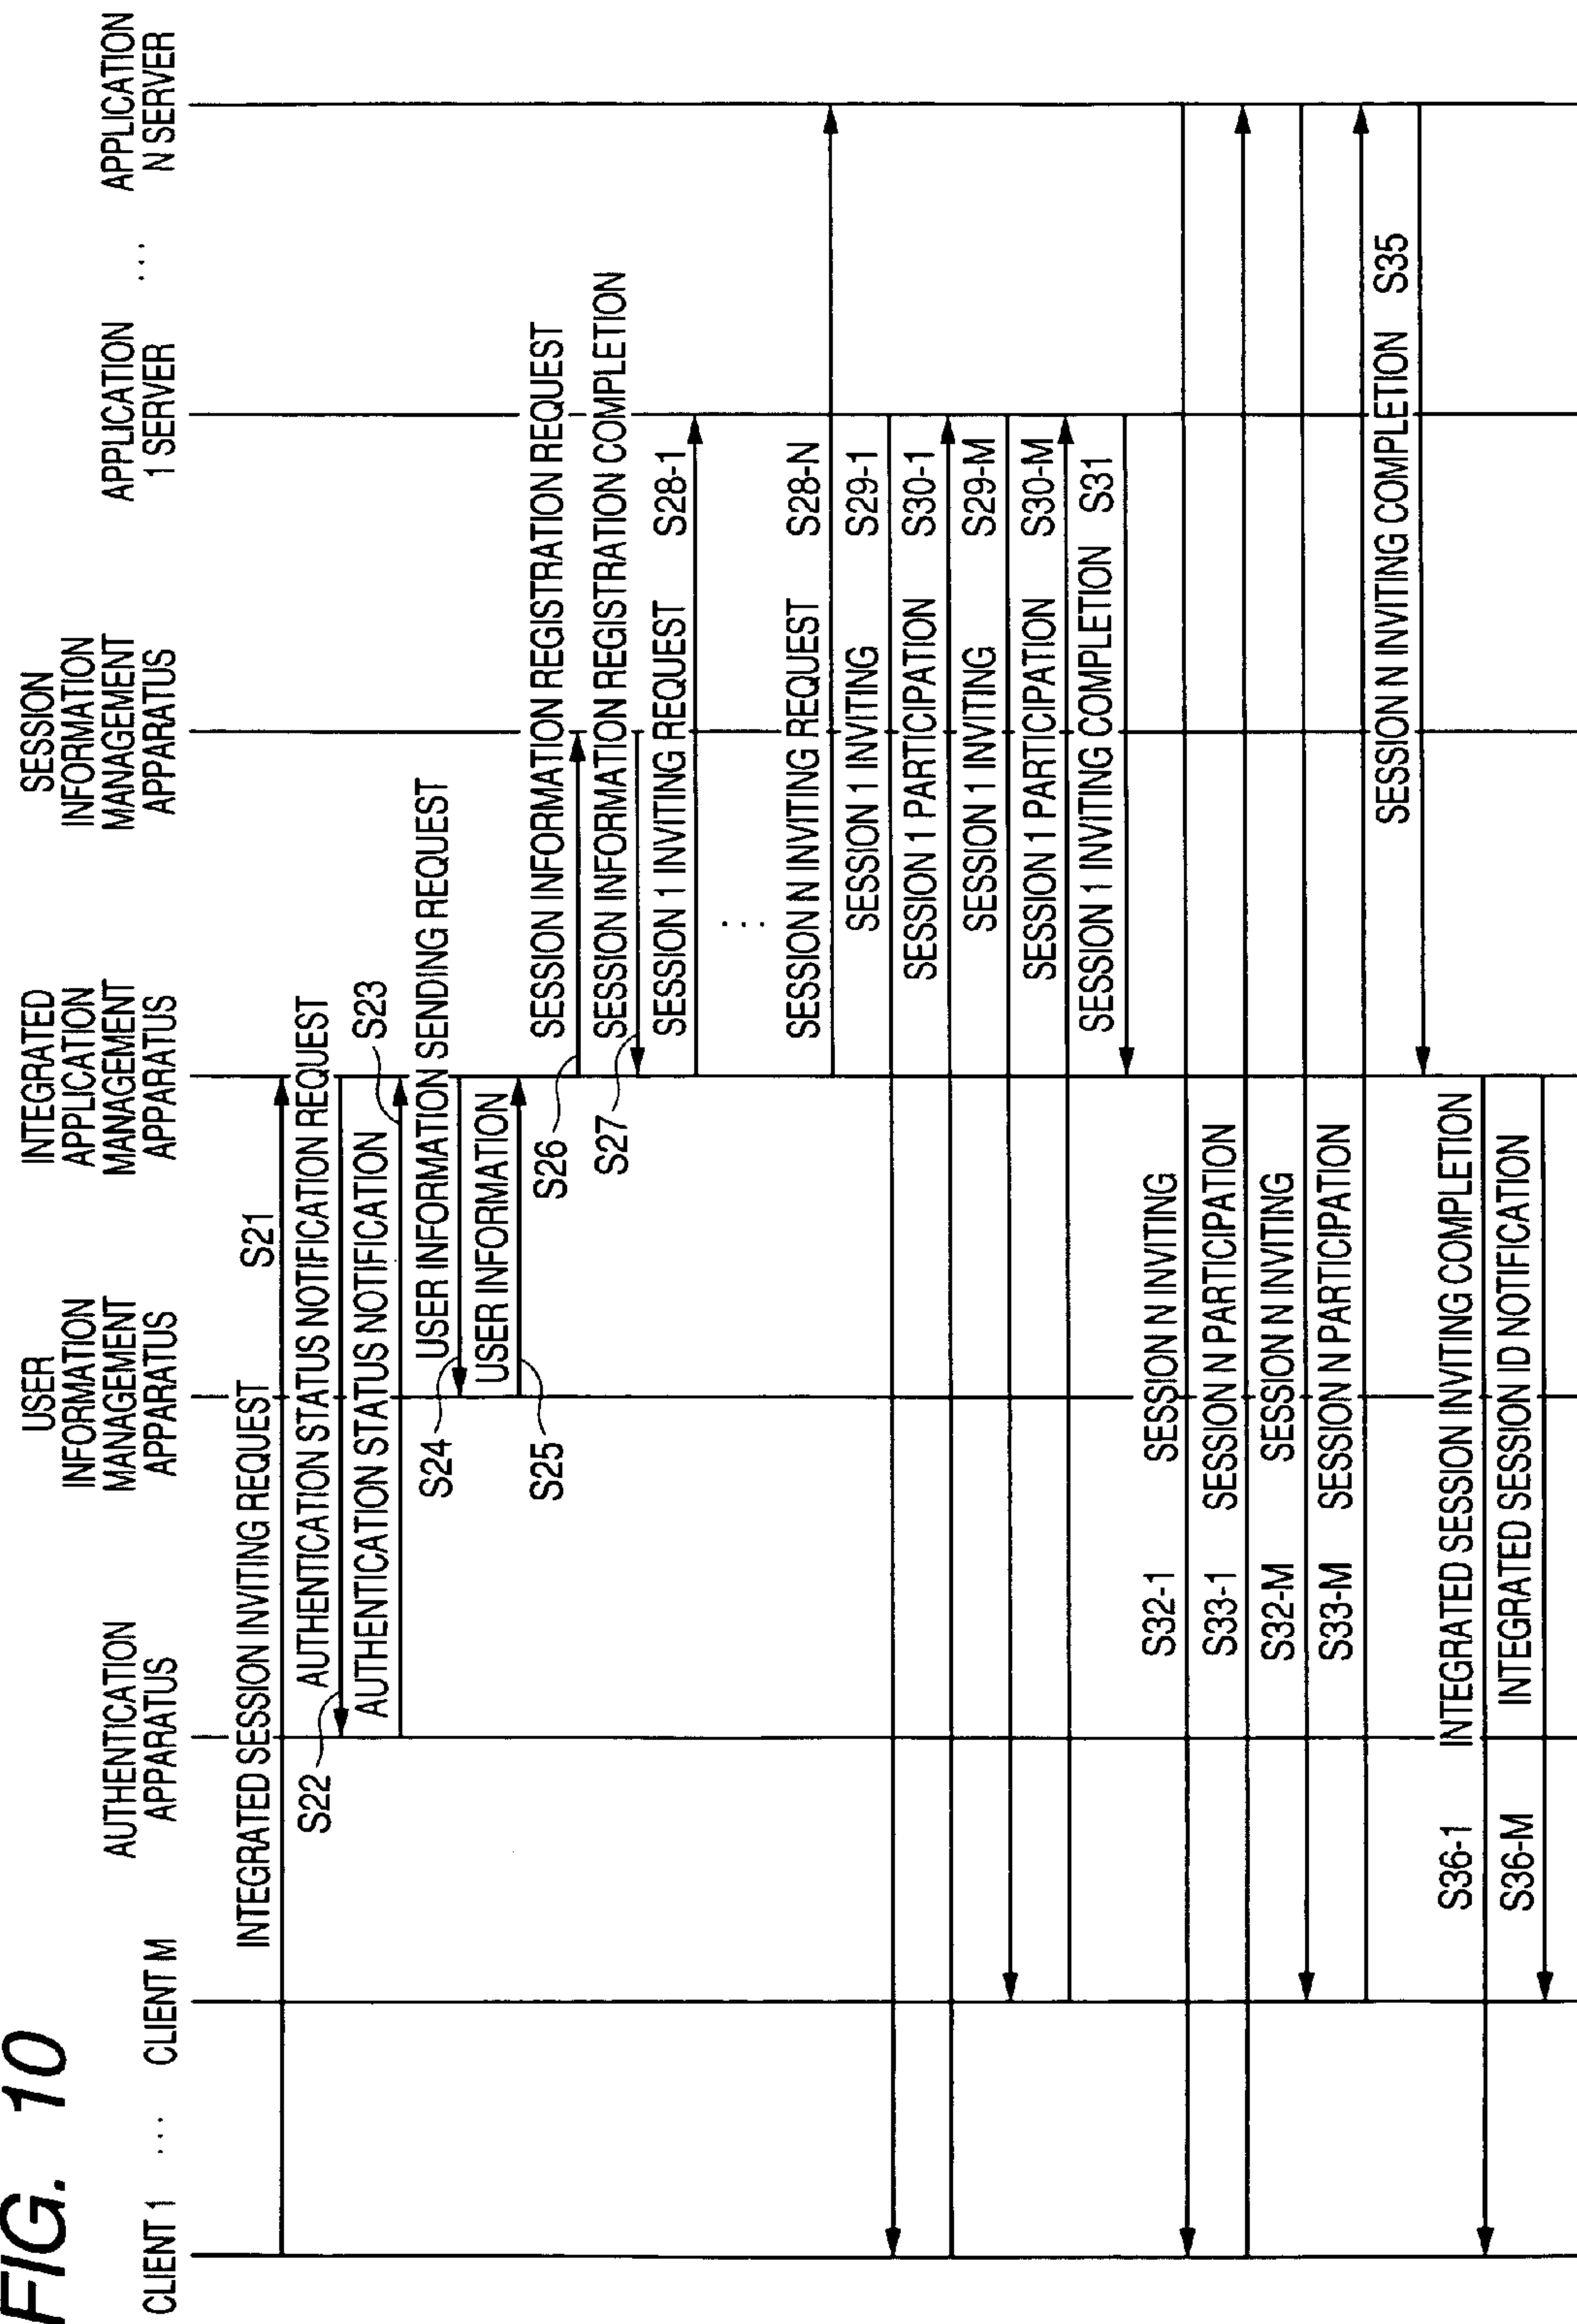 FIG. 10
CLIENT 1
...
CLIENT M
AUTHENTICATION
APPARATUS
USER
INFORMATION
MANAGEMENT
APPARATUS
INTEGRATED
APPLICATION
MANAGEMENT
APPARATUS
SESSION
INFORMATION
MANAGEMENT
APPARATUS
APPLICATION
1 SERVER
...
APPLICATION
N SERVER
INTEGRATED SESSION INVITING REQUEST S21
AUTHENTICATION STATUS NOTIFICATION REQUEST
S22
AUTHENTICATION STATUS NOTIFICATION
S23
USER INFORMATION SENDING REQUEST
S24
USER INFORMATION
S25
SESSION INFORMATION REGISTRATION REQUEST
S26
SESSION INFORMATION REGISTRATION COMPLETION
S27
SESSION 1 INVITING REQUEST S28-1
...
SESSION N INVITING REQUEST S28-N
SESSION 1 INVITING S29-1
SESSION 1 PARTICIPATION S30-1
SESSION 1 INVITING S29-M
SESSION 1 PARTICIPATION S30-M
SESSION 1 INVITING COMPLETION S31
S32-1 SESSION N INVITING
S33-1 SESSION N PARTICIPATION
S32-M SESSION N INVITING
S33-M SESSION N PARTICIPATION
SESSION N INVITING COMPLETION S35
S36-1 INTEGRATED SESSION INVITING COMPLETION
S36-M INTEGRATED SESSION ID NOTIFICATION